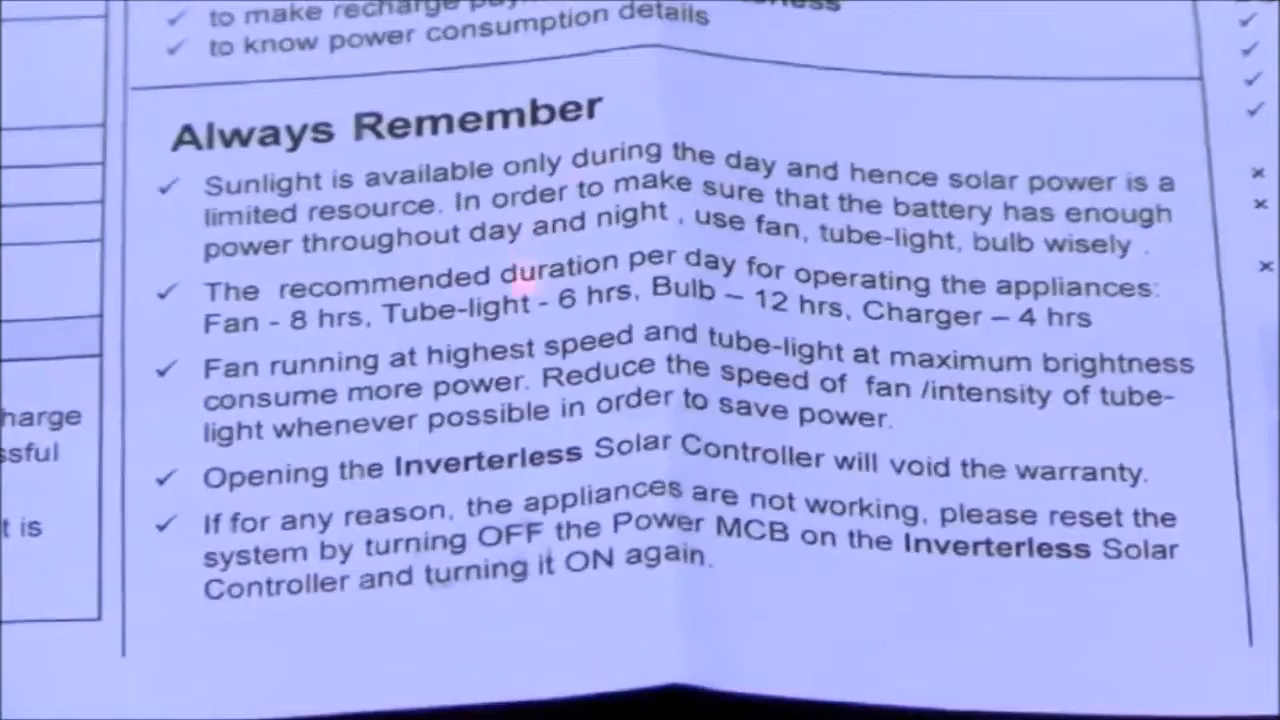 ✓ to make recharge
✓ to know power consumption details
Always Remember
✓ Sunlight is available only during the day and hence solar power is a
limited resource. In order to make sure that the battery has enough
power throughout day and night , use fan, tube-light, bulb wisely .
✓ The recommended duration per day for operating the appliances:
Fan - 8 hrs, Tube-light - 6 hrs, Bulb – 12 hrs, Charger – 4 hrs
✓ Fan running at highest speed and tube-light at maximum brightness
consume more power. Reduce the speed of fan /intensity of tube-
light whenever possible in order to save power.
✓ Opening the Inverterless Solar Controller will void the warranty.
✓ If for any reason, the appliances are not working, please reset the
system by turning OFF the Power MCB on the Inverterless Solar
Controller and turning it ON again.
harge
ssful
t is